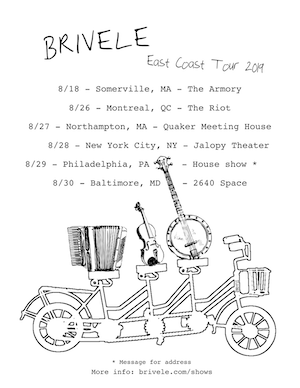 BRIVELE
East Coast Tour 2019
8/18 - Somerville, MA - The Armory
8/26 - Montreal, QC - The Riot
8/27 - Northampton, MA - Quaker Meeting House
8/28 - New York City, NY - Jalopy Theater
8/29 - Philadelphia, PA - House show *
8/30 - Baltimore, MD - 2640 Space
* Message for address
More info: brivele.com/shows